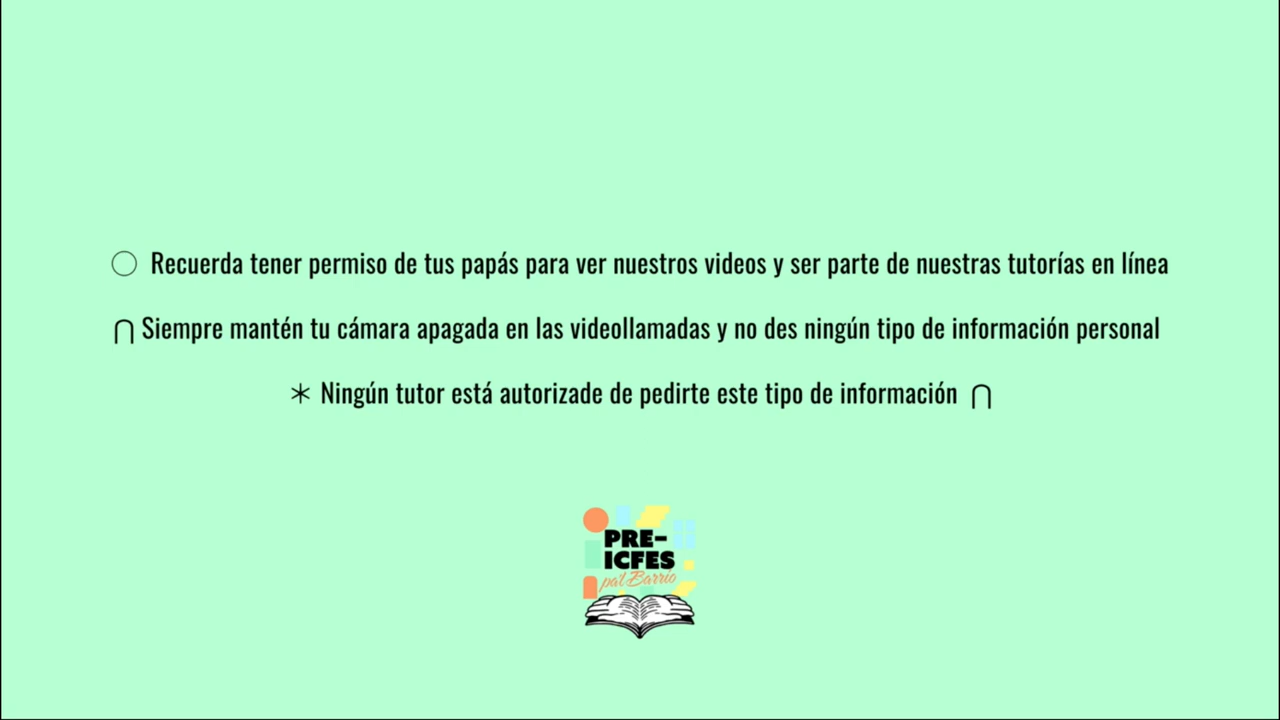 Recuerda tener permiso de tus papás para ver nuestros videos y ser parte de nuestras tutorías en línea
Siempre mantén tu cámara apagada en las videollamadas y no des ningún tipo de información personal
Ningún tutor está autorizade de pedirte este tipo de información
PRE-
ICFES
pa'l Barrio